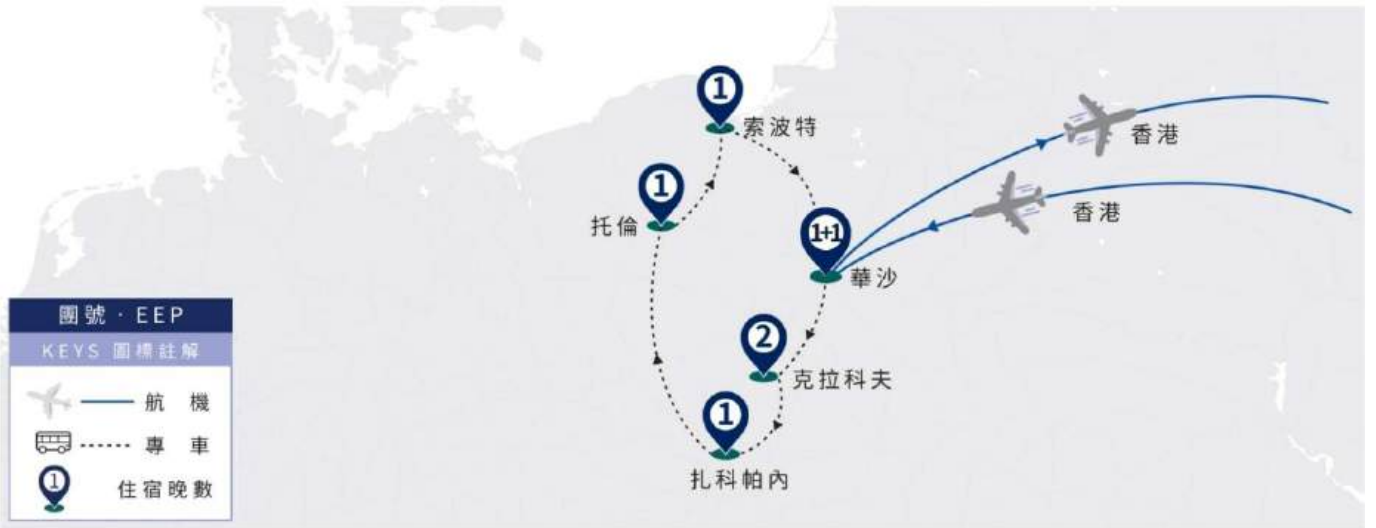 1
索波特
香港
1
托倫
香港
1+1
華沙
團號．EEP
KEYS 圖標註解
2
克拉科夫
航機
1
專車
1
住宿晚數
扎科帕內